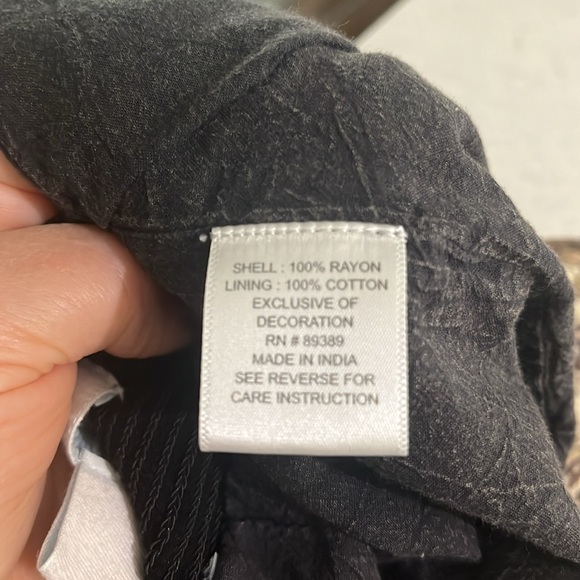 SHELL : 100% RAYON
LINING : 100% COTTON
EXCLUSIVE OF
DECORATION
RN # 89389
MADE IN INDIA
SEE REVERSE FOR
CARE INSTRUCTION